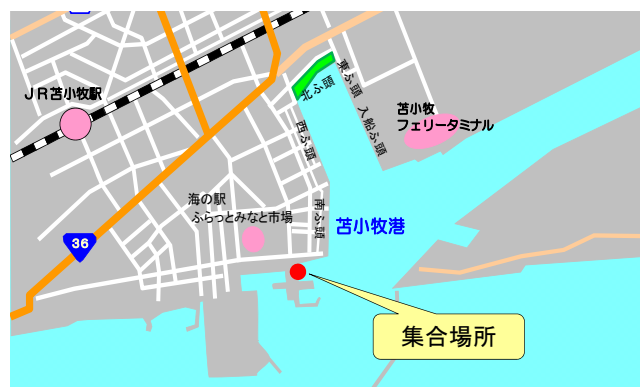 JR苫小牧駅
北ふ頭
東ふ頭
入船ふ頭
苫小牧
フェリータミナル
西ふ頭
海の駅
ふらっとみなと市場
南ふ頭
苫小牧港
36
集合場所